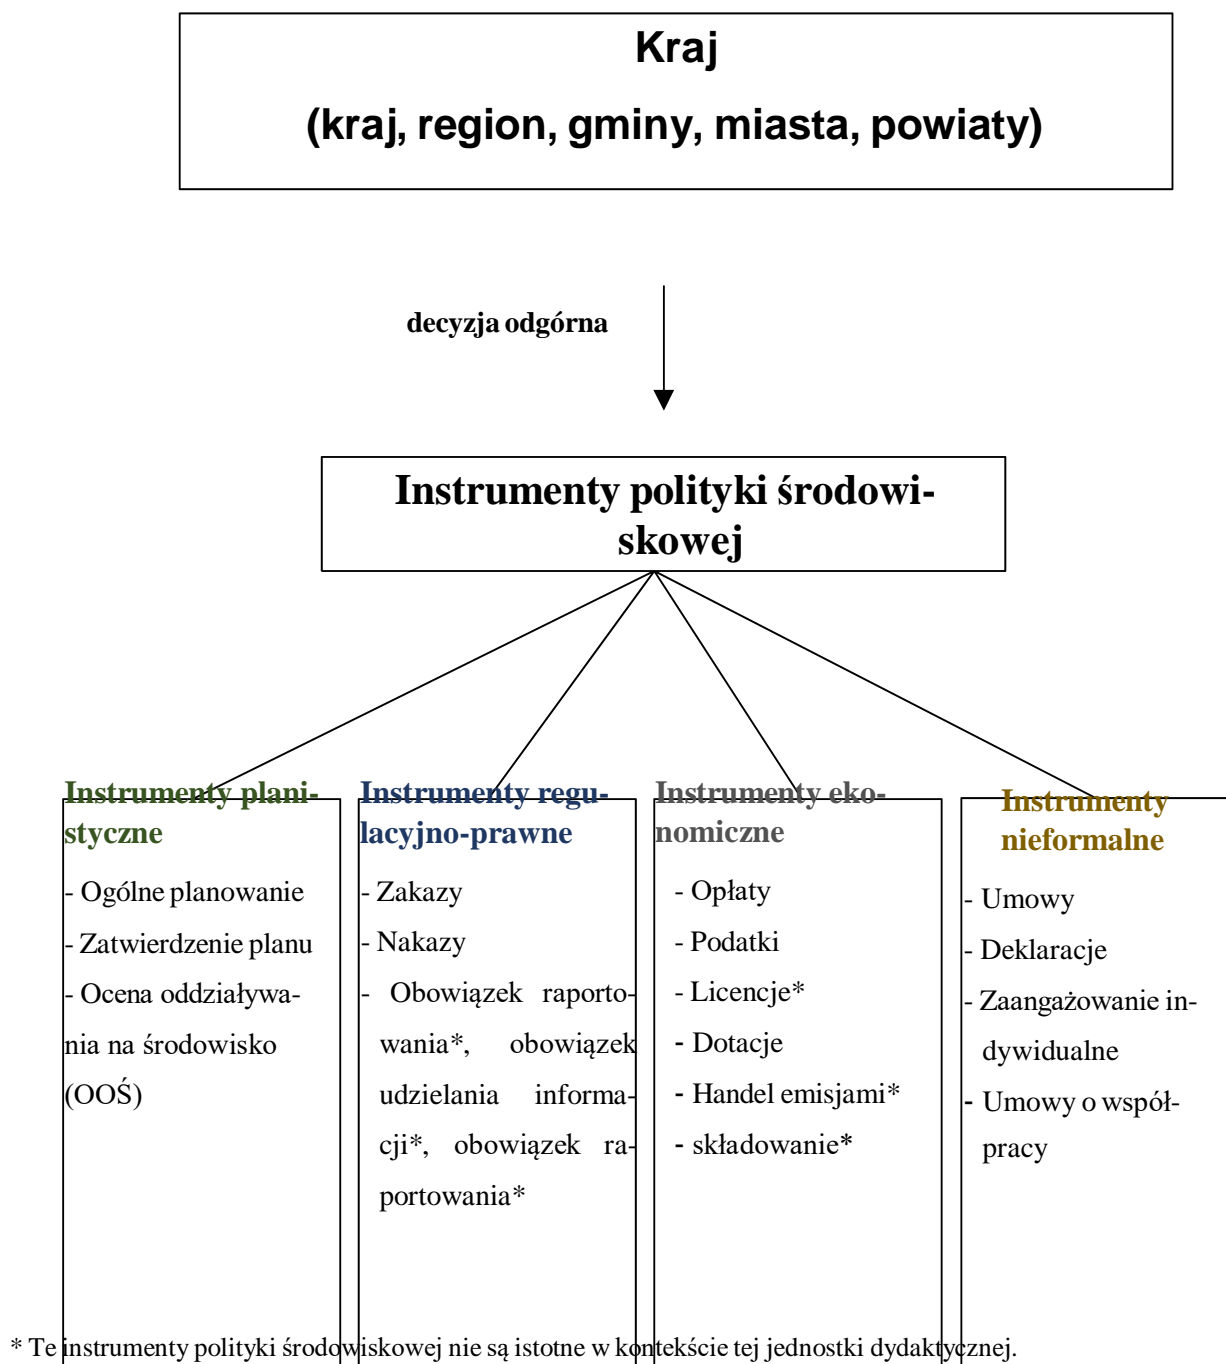 Kraj
(kraj, region, gminy, miasta, powiaty)
decyzja odgórna
Instrumenty polityki środowi-
skowej
Instrumenty plani-
styczne
- Ogólne planowanie
- Zatwierdzenie planu
- Ocena oddziaływa-
nia na środowisko
(OOŚ)
Instrumenty regu-
lacyjno-prawne
- Zakazy
- Nakazy
- Obowiązek raporto-
wania*, obowiązek
udzielania informa-
cji*, obowiązek ra-
portowania*
Instrumenty eko-
nomiczne
- Opłaty
- Podatki
- Licencje*
- Dotacje
- Handel emisjami*
- składowanie*
Instrumenty
nieformalne
- Umowy
- Deklaracje
- Zaangażowanie in-
dywidualne
- Umowy o współ-
pracy
* Te instrumenty polityki środowiskowej nie są istotne w kontekście tej jednostki dydaktycznej.